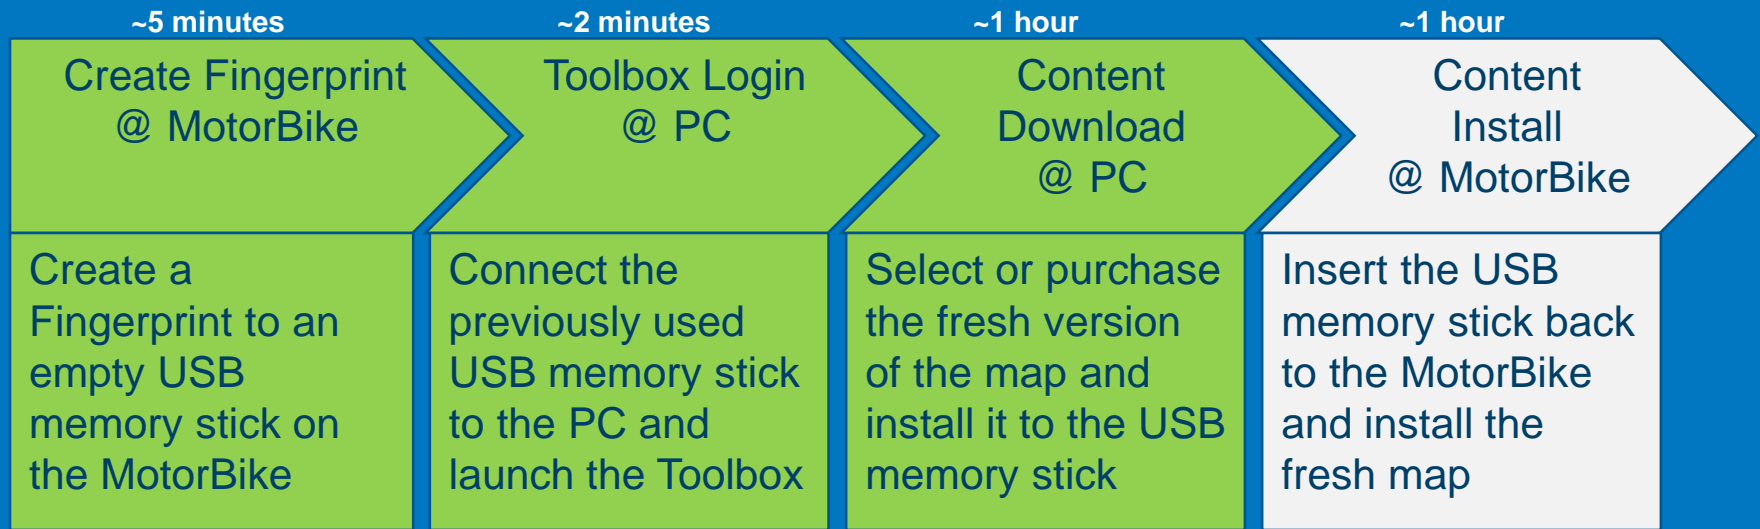 ~5 minutes
Create Fingerprint
@ MotorBike
Create a
Fingerprint to an
empty USB
memory stick on
the MotorBike
~2 minutes
Toolbox Login
@ PC
Connect the
previously used
USB memory stick
to the PC and
launch the Toolbox
~1 hour
Content
Download
@ PC
Select or purchase
the fresh version
of the map and
install it to the USB
memory stick
~1 hour
Content
Install
@ MotorBike
Insert the USB
memory stick back
to the MotorBike
and install the
fresh map